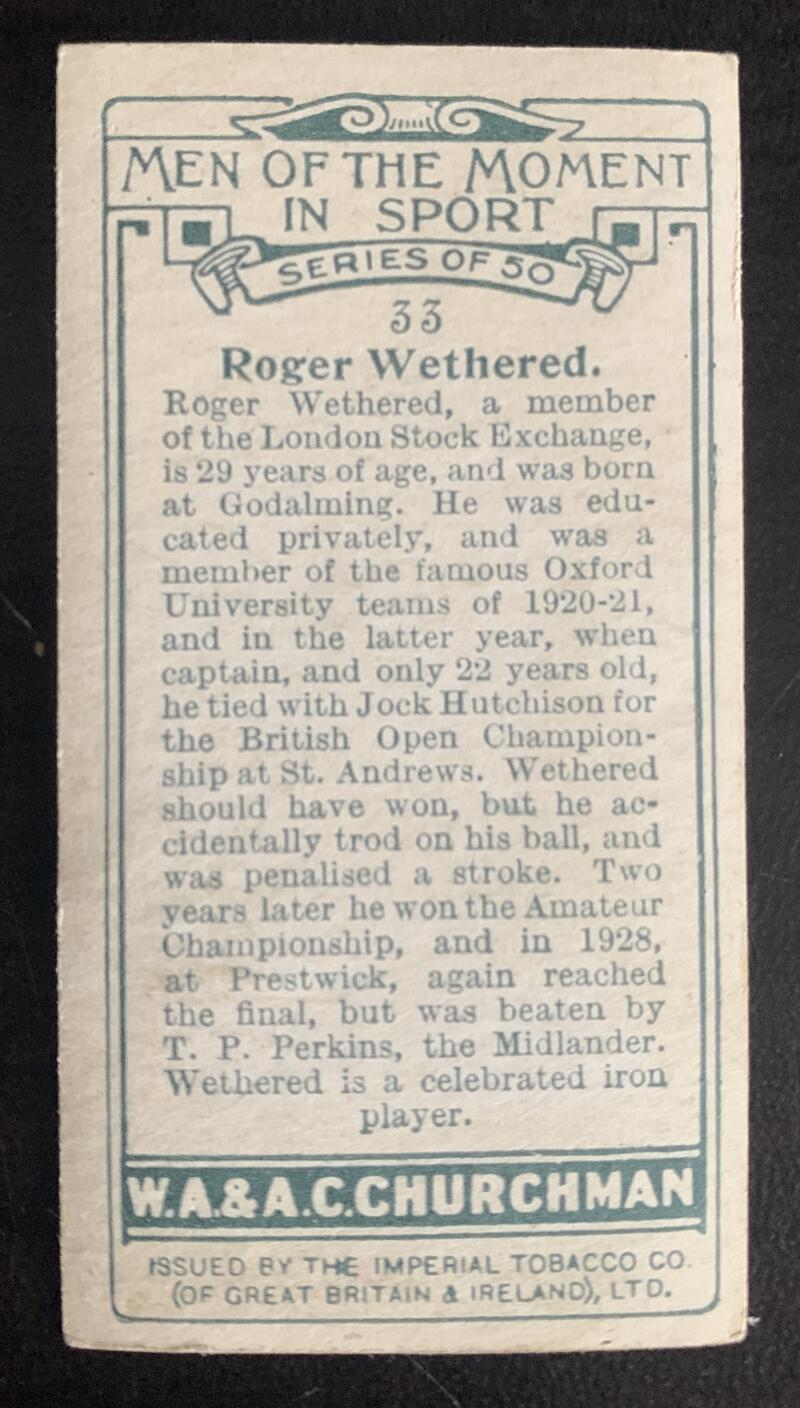 MEN OF THE MOMENT
IN SPORT
SERIES OF 50
33
Roger Wethered.
Roger Wethered, a member
of the London Stock Exchange,
is 29 years of age, and was born
at Godalming. He was edu-
cated privately, and was a
member of the famous Oxford
University teams of 1920-21,
and in the latter year, when
captain, and only 22 years old,
he tied with Jock Hutchison for
the British Open Champion-
ship at St. Andrews. Wethered
should have won, but he ac-
cidentally trod on his ball, and
was penalised a stroke. Two
years later he won the Amateur
Championship, and in 1928,
at Prestwick, again reached
the final, but was beaten by
T. P. Perkins, the Midlander.
Wethered is a celebrated iron
player.
W.A.&A.C.CHURCHMAN
ISSUED BY THE IMPERIAL TOBACCO CO.
(OF GREAT BRITAIN & IRELAND), LTD.